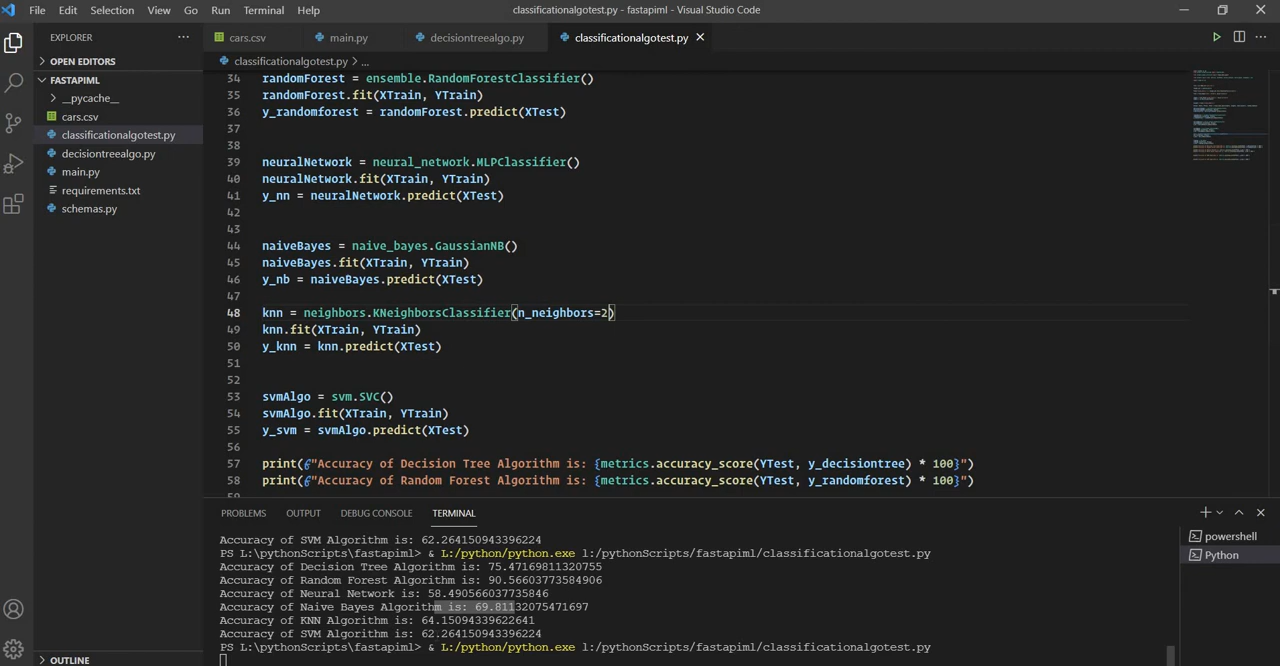 File Edit Selection View Go Run Terminal Help
classificationalgotest.py - fastapiml - Visual Studio Code
EXPLORER
cars.csv
main.py
decisiontreealgo.py
classificationalgotest.py
OPEN EDITORS
classificationalgotest.py > ...
FASTAPIML
__pycache__
cars.csv
classificationalgotest.py
decisiontreealgo.py
main.py
requirements.txt
schemas.py
34 randomForest = ensemble.RandomForestClassifier()
35 randomForest.fit(XTrain, YTrain)
36 y_randomforest = randomForest.predict(XTest)
37
38
39 neuralNetwork = neural_network.MLPClassifier()
40 neuralNetwork.fit(XTrain, YTrain)
41 y_nn = neuralNetwork.predict(XTest)
42
43
44 naiveBayes = naive_bayes.GaussianNB()
45 naiveBayes.fit(XTrain, YTrain)
46 y_nb = naiveBayes.predict(XTest)
47
48 knn = neighbors.KNeighborsClassifier(n_neighbors=2)
49 knn.fit(XTrain, YTrain)
50 y_knn = knn.predict(XTest)
51
52
53 svmAlgo = svm.SVC()
54 svmAlgo.fit(XTrain, YTrain)
55 y_svm = svmAlgo.predict(XTest)
56
57 print(f"Accuracy of Decision Tree Algorithm is: {metrics.accuracy_score(YTest, y_decisiontree) * 100}")
58 print(f"Accuracy of Random Forest Algorithm is: {metrics.accuracy_score(YTest, y_randomforest) * 100}")
PROBLEMS OUTPUT DEBUG CONSOLE TERMINAL
Accuracy of SVM Algorithm is: 62.264150943396224
PS L:\pythonScripts\fastapiml> & L:/python/python.exe l:/pythonScripts/fastapiml/classificationalgotest.py
Accuracy of Decision Tree Algorithm is: 75.47169811320755
Accuracy of Random Forest Algorithm is: 90.56603773584906
Accuracy of Neural Network is: 58.490566037735846
Accuracy of Naive Bayes Algorithm is: 69.81132075471697
Accuracy of KNN Algorithm is: 64.15094339622641
Accuracy of SVM Algorithm is: 62.264150943396224
PS L:\pythonScripts\fastapiml> & L:/python/python.exe l:/pythonScripts/fastapiml/classificationalgotest.py
powershell
Python
OUTLINE